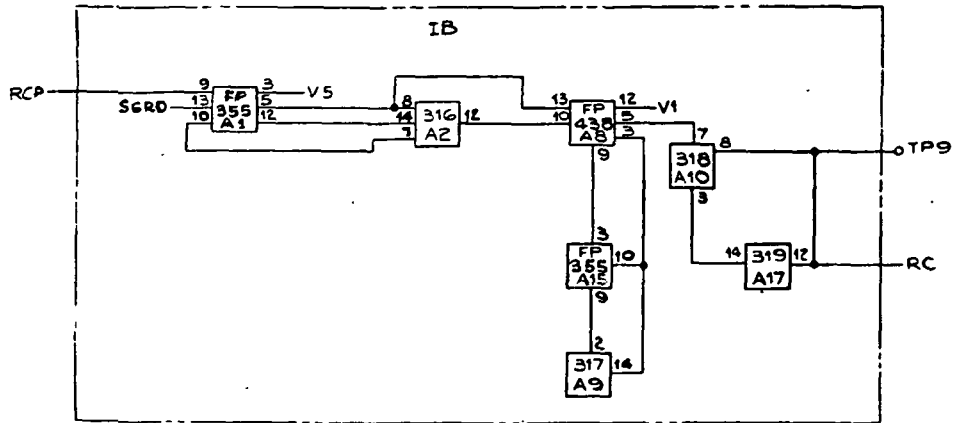 IB
RCP 9 FP 3 V5
SGRD 13 355 5
10 A1 12
8 316 12
14 A2
7
13 FP 12 V1
10 438 5
A8 3
9
7
318 8 TP9
A10
3
3
FP 10
355
A15
9
14 319 12 RC
A17
2
317 14
A9